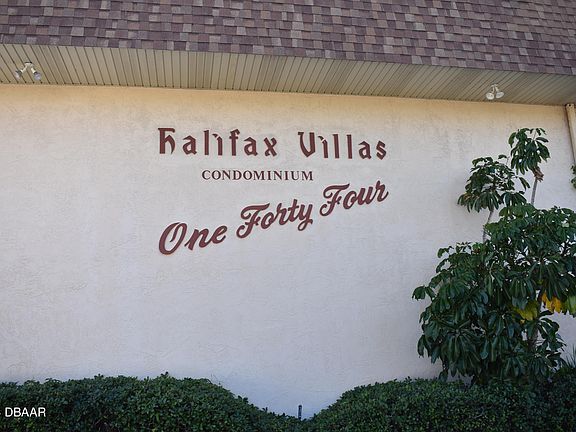 Halifax Villas
CONDOMINIUM
One Forty Four
DBAAR